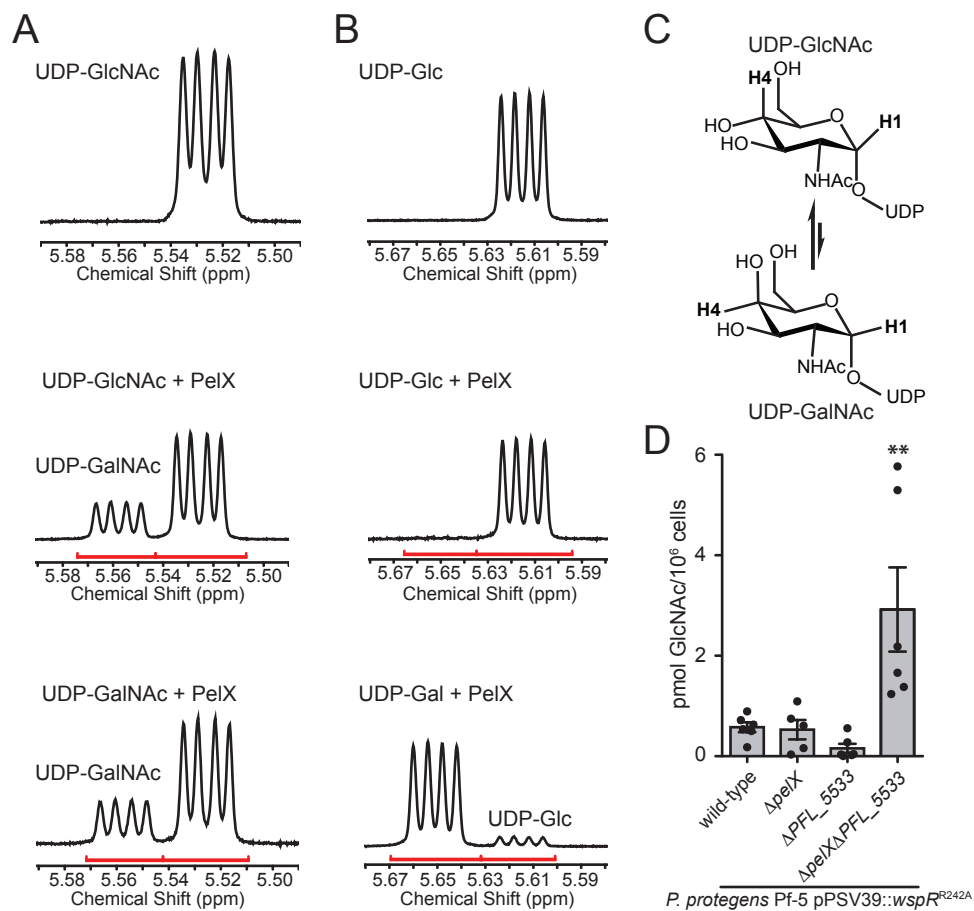 A
UDP-GlcNAc
5.58 5.56 5.54 5.52 5.50
Chemical Shift (ppm)
UDP-GlcNAc + PelX
UDP-GalNAc
5.58 5.56 5.54 5.52 5.50
Chemical Shift (ppm)
UDP-GalNAc + PelX
UDP-GalNAc
5.58 5.56 5.54 5.52 5.50
Chemical Shift (ppm)
B
UDP-Glc
5.67 5.65 5.63 5.61 5.59
Chemical Shift (ppm)
UDP-Glc + PelX
5.67 5.65 5.63 5.61 5.59
Chemical Shift (ppm)
UDP-Gal + PelX
UDP-Glc
5.67 5.65 5.63 5.61 5.59
Chemical Shift (ppm)
C
UDP-GlcNAc
H4 OH
O
HO
HO
H1
NHAc
O
UDP
HO OH
H4
O
HO
H1
NHAc
O
UDP
UDP-GalNAc
D
pmol GlcNAc/10⁶ cells
6
4
2
0
**
wild-type
ΔpelX
ΔPFL_5533
ΔpelXΔPFL_5533
P. protegens Pf-5 pPSV39::wspRᴿ²⁴²ᴬ